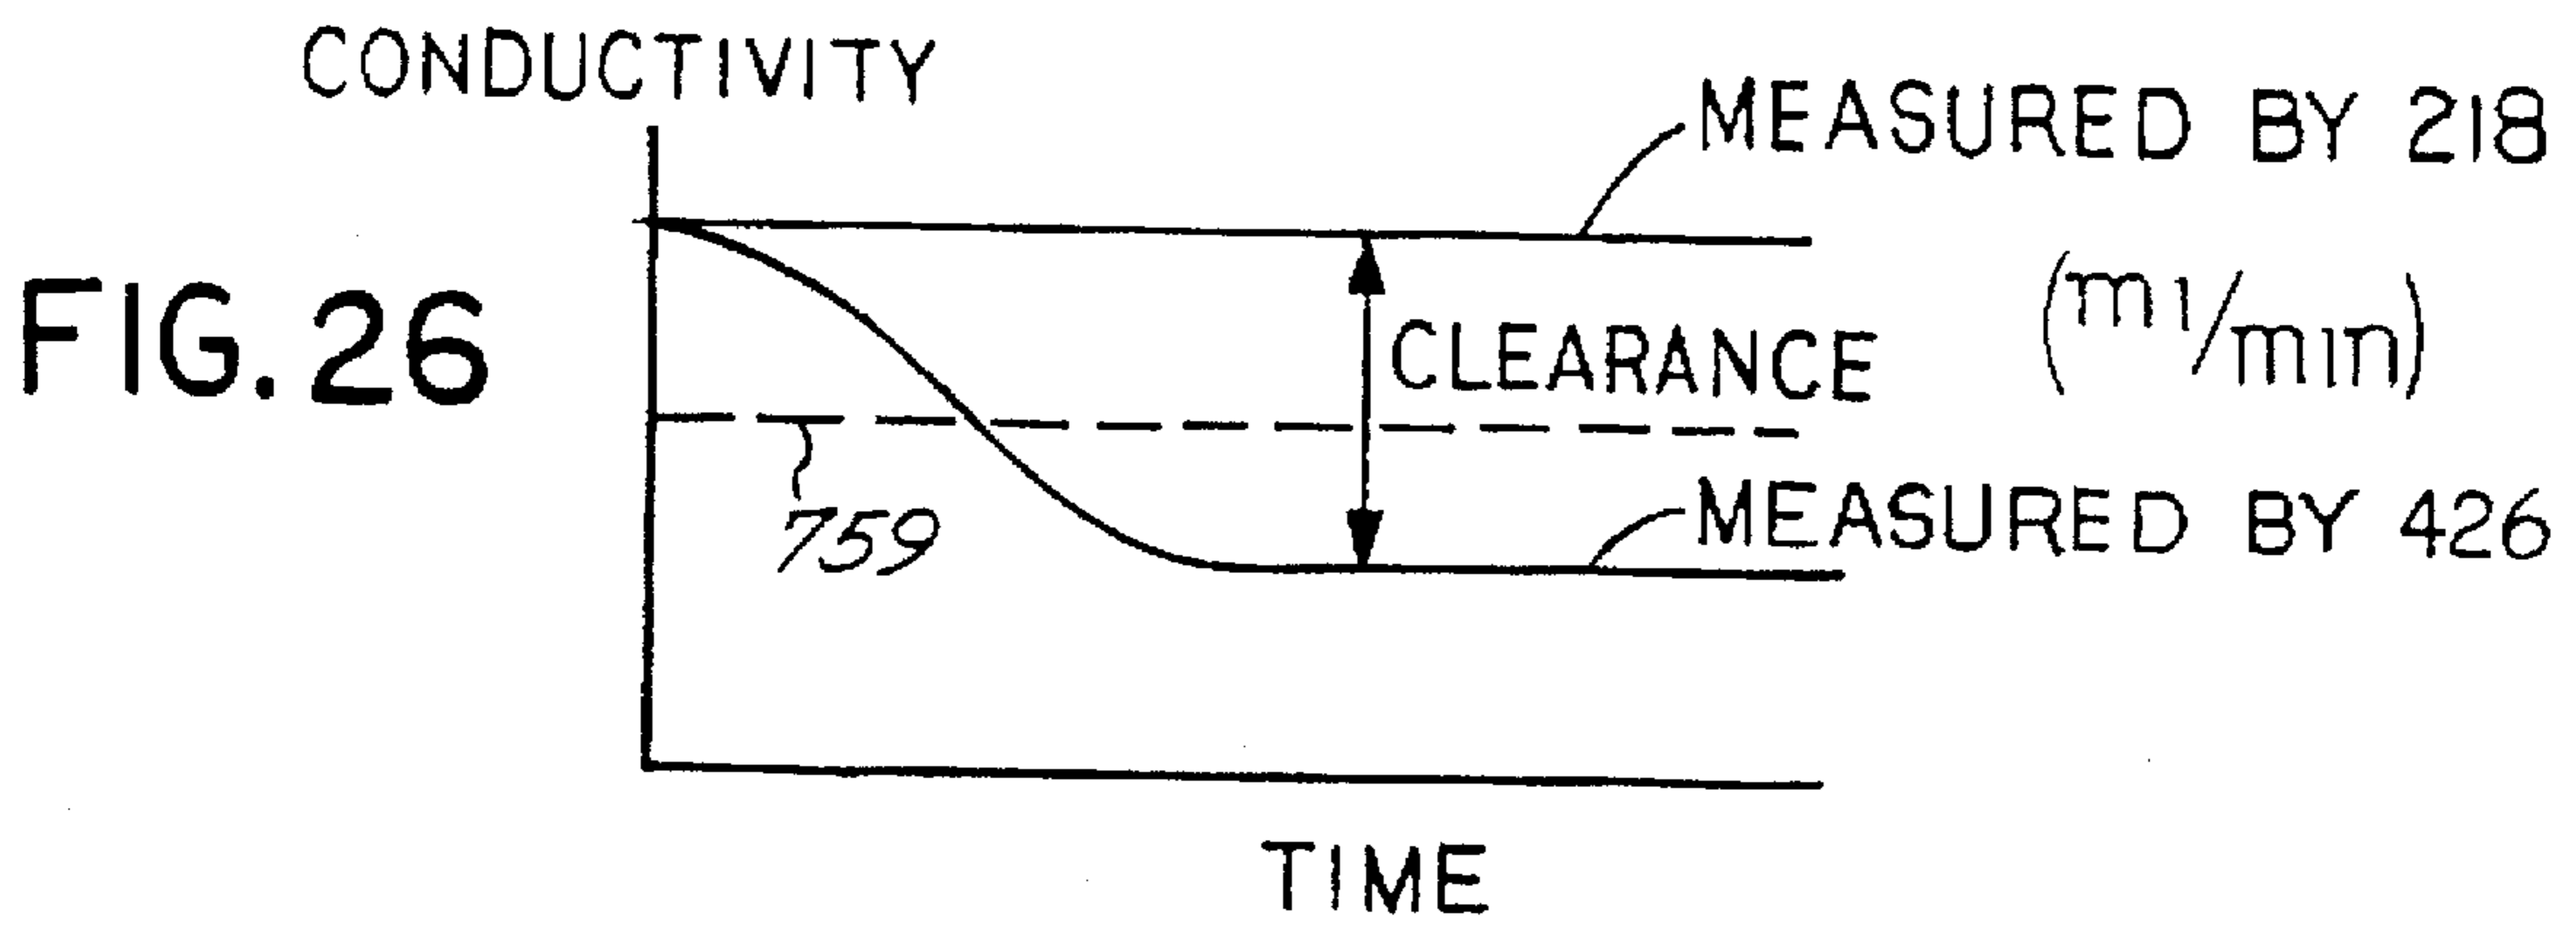 CONDUCTIVITY
MEASURED BY 218
FIG. 26
CLEARANCE (ml/min)
759
MEASURED BY 426
TIME